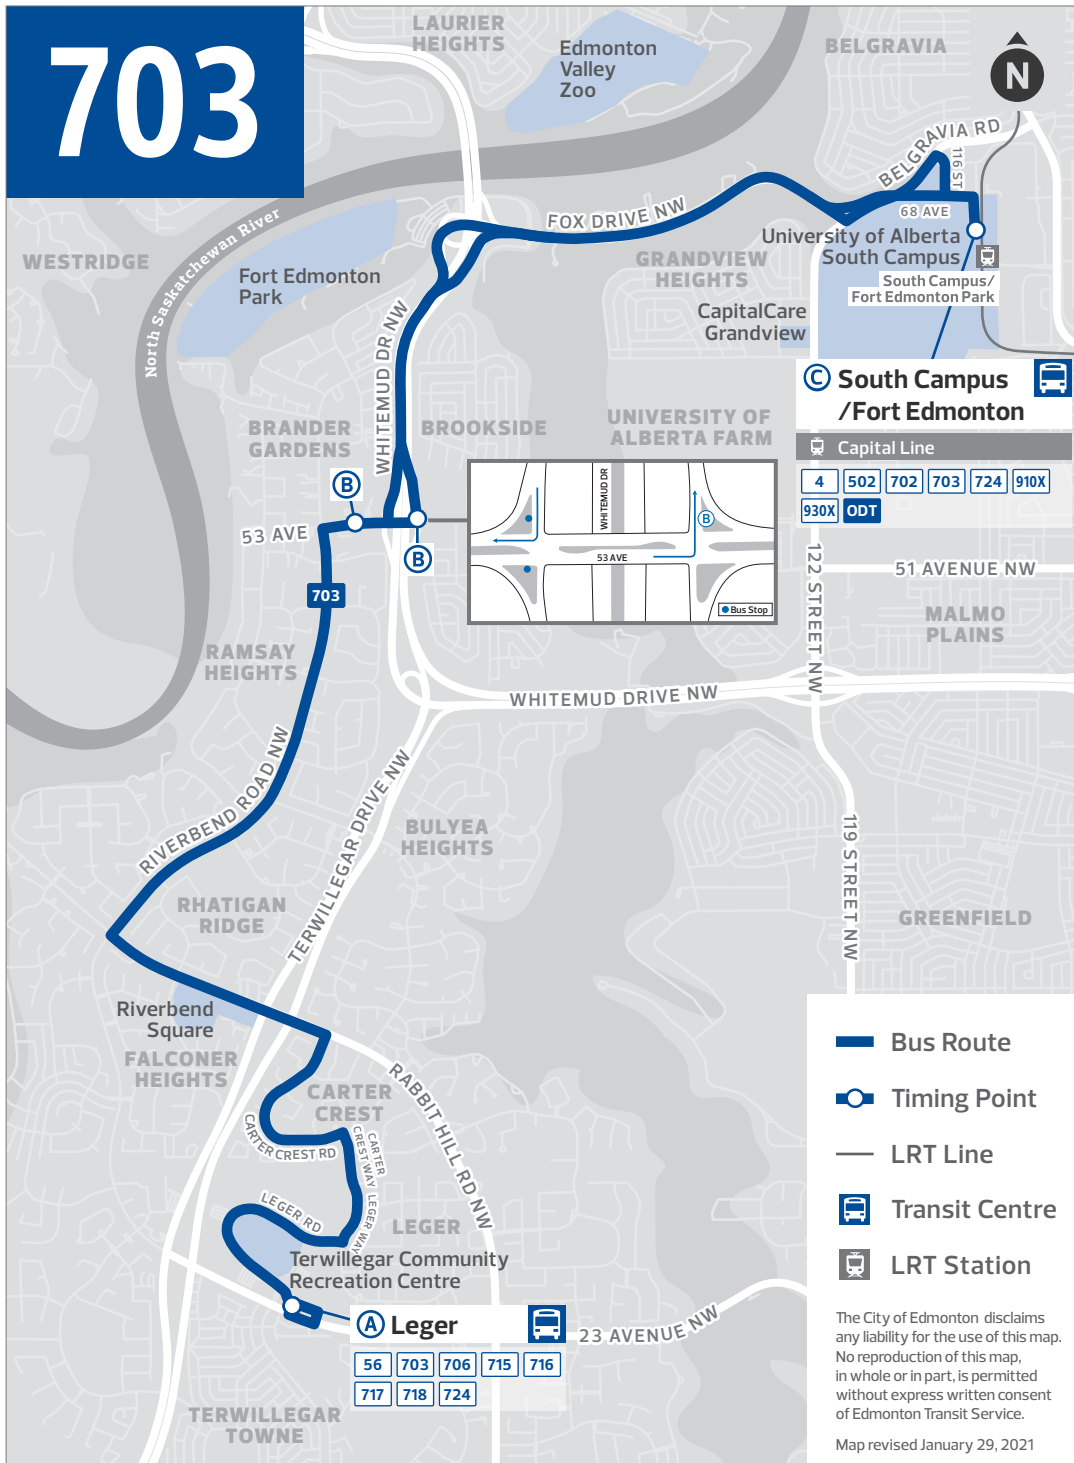 703
LAURIER
HEIGHTS
Edmonton
Valley
Zoo
BELGRAVIA
N
BELGRAVIA RD
116 ST
68 AVE
FOX DRIVE NW
University of Alberta
South Campus
South Campus/
Fort Edmonton Park
GRANDVIEW
HEIGHTS
CapitalCare
Grandview
WESTRIDGE
North Saskatchewan River
Fort Edmonton
Park
WHITEMUD DR NW
BRANDER
GARDENS
BROOKSIDE
UNIVERSITY OF
ALBERTA FARM
C South Campus
/Fort Edmonton
Capital Line
4 502 702 703 724 910X
930X ODT
B
53 AVE
B
WHITEMUD DR
B
53 AVE
Bus Stop
703
122 STREET NW
51 AVENUE NW
MALMO
PLAINS
RAMSAY
HEIGHTS
WHITEMUD DRIVE NW
RIVERBEND ROAD NW
TERWILLEGAR DRIVE NW
BULYEA
HEIGHTS
119 STREET NW
GREENFIELD
RHATIGAN
RIDGE
Riverbend
Square
FALCONER
HEIGHTS
CARTER
CREST
RABBIT HILL RD NW
CARTER CREST RD
CARTER
CREST WAY
LEGER WAY
LEGER RD
LEGER
Terwillegar Community
Recreation Centre
A Leger
56 703 706 715 716
717 718 724
23 AVENUE NW
TERWILLEGAR
TOWNE
Bus Route
Timing Point
LRT Line
Transit Centre
LRT Station
The City of Edmonton disclaims
any liability for the use of this map.
No reproduction of this map,
in whole or in part, is permitted
without express written consent
of Edmonton Transit Service.
Map revised January 29, 2021